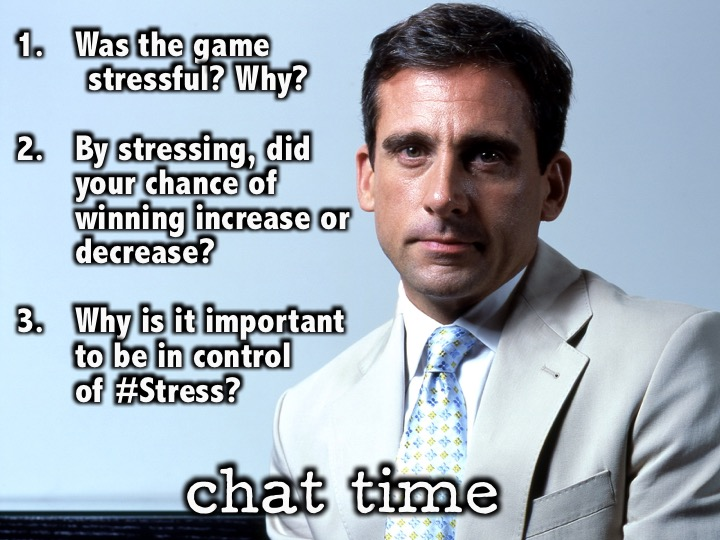 1. Was the game
stressful? Why?
2. By stressing, did
your chance of
winning increase or
decrease?
3. Why is it important
to be in control
of #Stress?
chat time